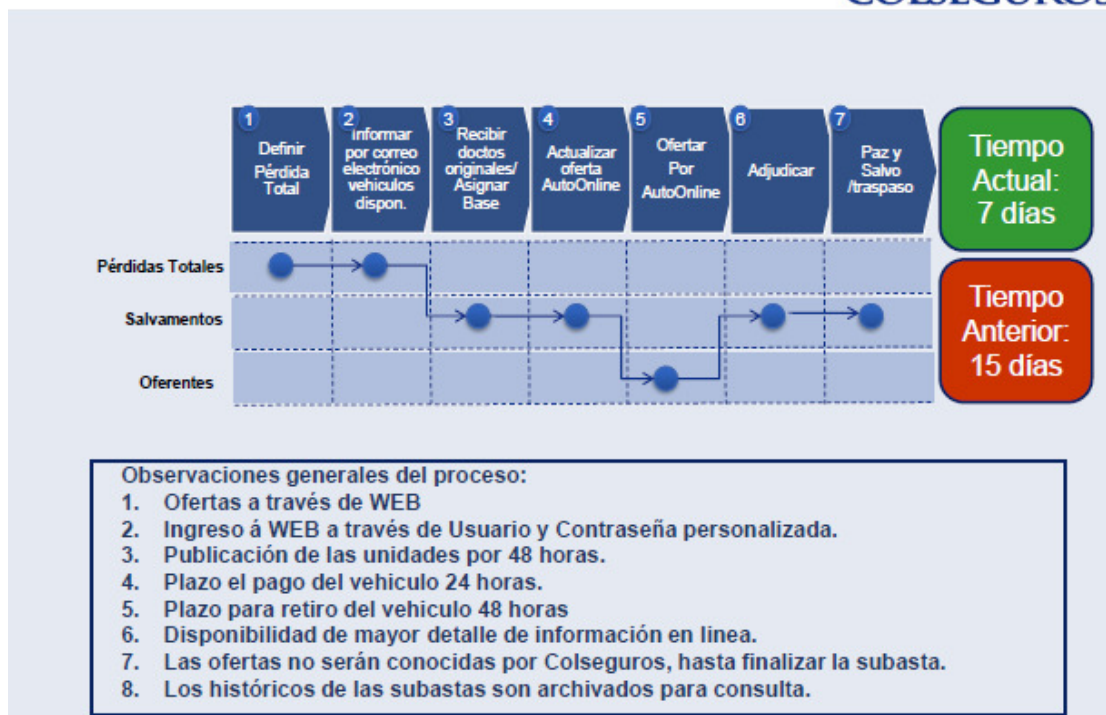 COLSEGUROS
1
Definir
Pérdida
Total
2
Informar
por correo
electrónico
vehiculos
dispon.
3
Recibir
doctos
originales/
Asignar
Base
4
Actualizar
oferta
AutoOnline
5
Ofertar
Por
AutoOnline
6
Adjudicar
7
Paz y
Salvo
/traspaso
Tiempo
Actual:
7 días
Pérdidas Totales
Salvamentos
Oferentes
Tiempo
Anterior:
15 días
Observaciones generales del proceso:
1. Ofertas a través de WEB
2. Ingreso á WEB a través de Usuario y Contraseña personalizada.
3. Publicación de las unidades por 48 horas.
4. Plazo el pago del vehiculo 24 horas.
5. Plazo para retiro del vehiculo 48 horas
6. Disponibilidad de mayor detalle de información en linea.
7. Las ofertas no serán conocidas por Colseguros, hasta finalizar la subasta.
8. Los históricos de las subastas son archivados para consulta.